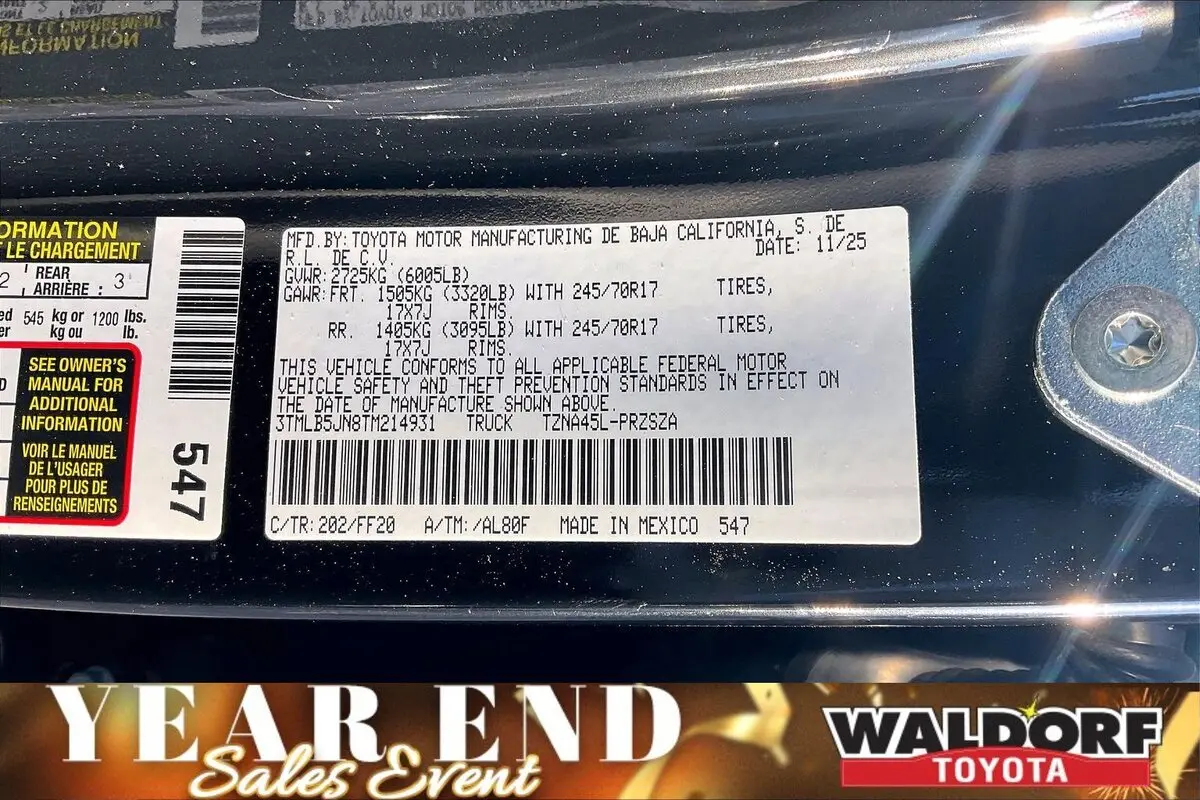 ORMATION
T LE CHARGEMENT
2 REAR
ARRIÈRE : 3
545 kg or 1200 lbs.
kg ou lb.
SEE OWNER'S
MANUAL FOR
ADDITIONAL
INFORMATION
VOIR LE MANUEL
DE L'USAGER
POUR PLUS DE
RENSEIGNEMENTS
547
MFD.BY: TOYOTA MOTOR MANUFACTURING DE BAJA CALIFORNIA, S. DE
R.L. DE C.V. DATE: 11/25
GVWR: 2725KG (6005LB)
GAWR: FRT. 1505KG (3320LB) WITH 245/70R17 TIRES,
17X7J RIMS.
RR. 1405KG (3095LB) WITH 245/70R17 TIRES,
17X7J RIMS.
THIS VEHICLE CONFORMS TO ALL APPLICABLE FEDERAL MOTOR
VEHICLE SAFETY AND THEFT PREVENTION STANDARDS IN EFFECT ON
THE DATE OF MANUFACTURE SHOWN ABOVE.
3TMLB5JN8TM214931 TRUCK TZNA45L-PRZSZA
C/TR: 202/FF20 A/TM: /AL80F MADE IN MEXICO 547
YEAR END
Sales Event
WALDORF
TOYOTA